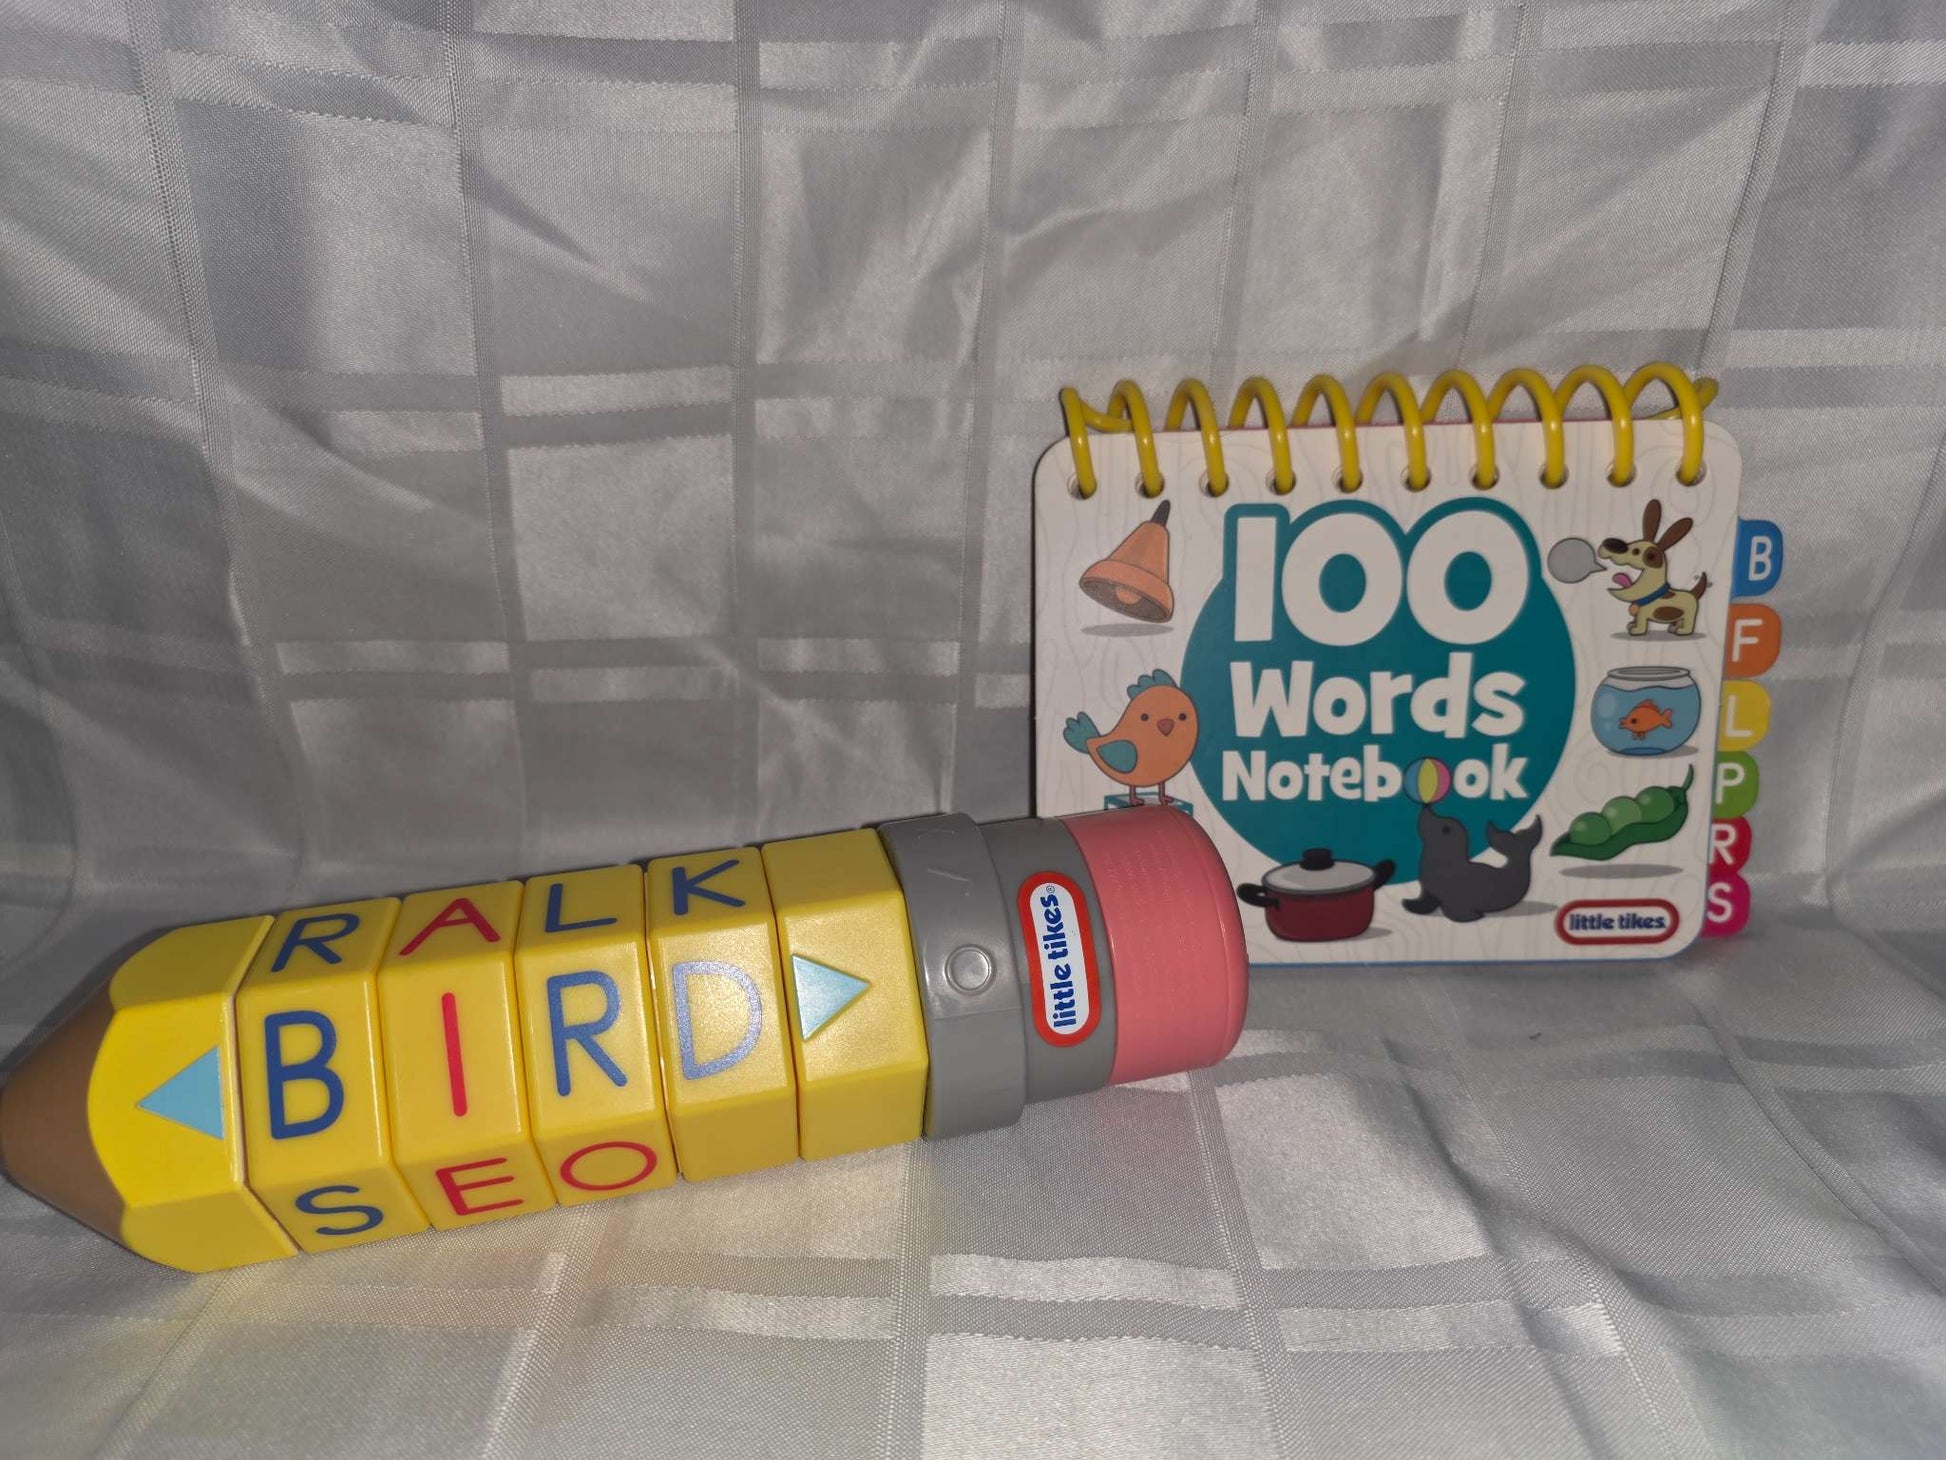 R A L K
B I R D
S E O
little tikes®
100
Words
Notebook
little tikes
B
F
L
P
R
S